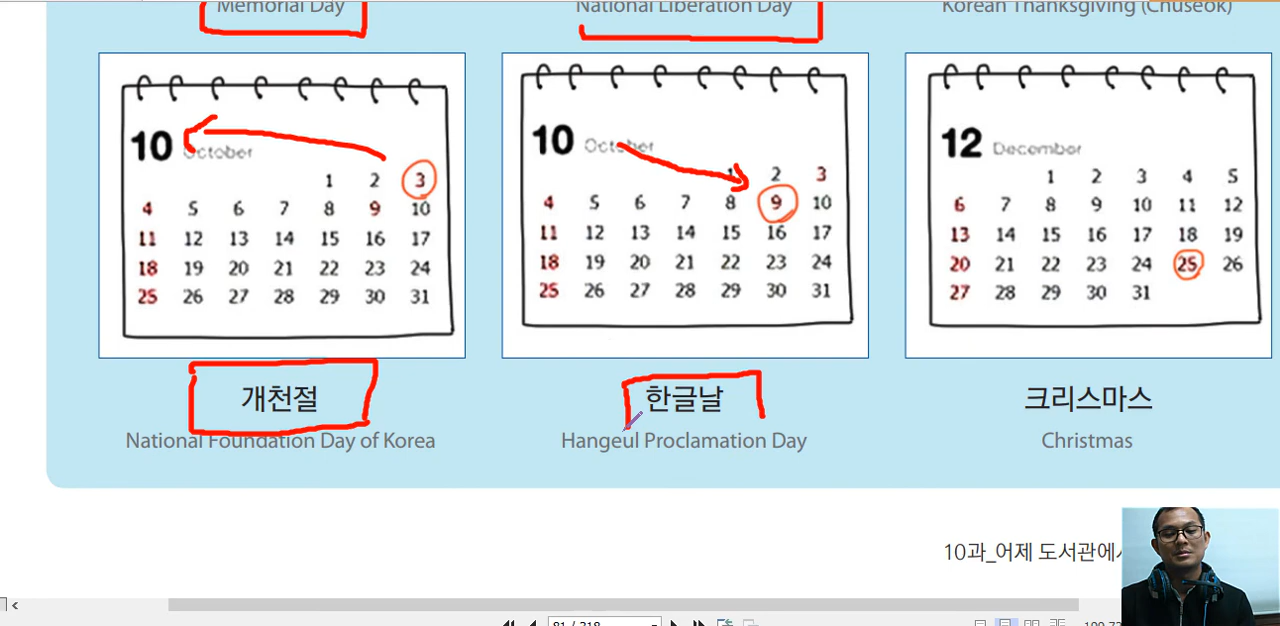 Memorial Day
National Liberation Day
Korean Thanksgiving (Chuseok)
10 October
1 2 3
4 5 6 7 8 9 10
11 12 13 14 15 16 17
18 19 20 21 22 23 24
25 26 27 28 29 30 31
개천절
National Foundation Day of Korea
10 October
1 2 3
4 5 6 7 8 9 10
11 12 13 14 15 16 17
18 19 20 21 22 23 24
25 26 27 28 29 30 31
한글날
Hangeul Proclamation Day
12 December
1 2 3 4 5
6 7 8 9 10 11 12
13 14 15 16 17 18 19
20 21 22 23 24 25 26
27 28 29 30 31
크리스마스
Christmas
10과_어제 도서관에
81 / 218